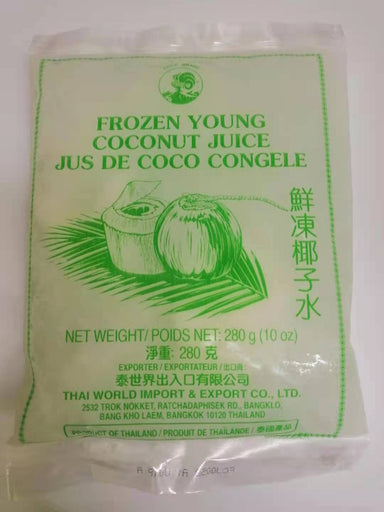 FROZEN YOUNG
COCONUT JUICE
JUS DE COCO CONGELE
鮮凍椰子水
NET WEIGHT/ POIDS NET: 280 g (10 oz)
淨重: 280 克
EXPORTER / EXPORTATEUR / 出口商:
泰世界出入口有限公司
THAI WORLD IMPORT & EXPORT CO., LTD.
2532 TROK NOKKET, RATCHADAPHISEK RD., BANGKLO,
BANG KHO LAEM, BANGKOK 10120 THAILAND
PRODUCT OF THAILAND / PRODUIT DE THAILANDE / 泰國產品